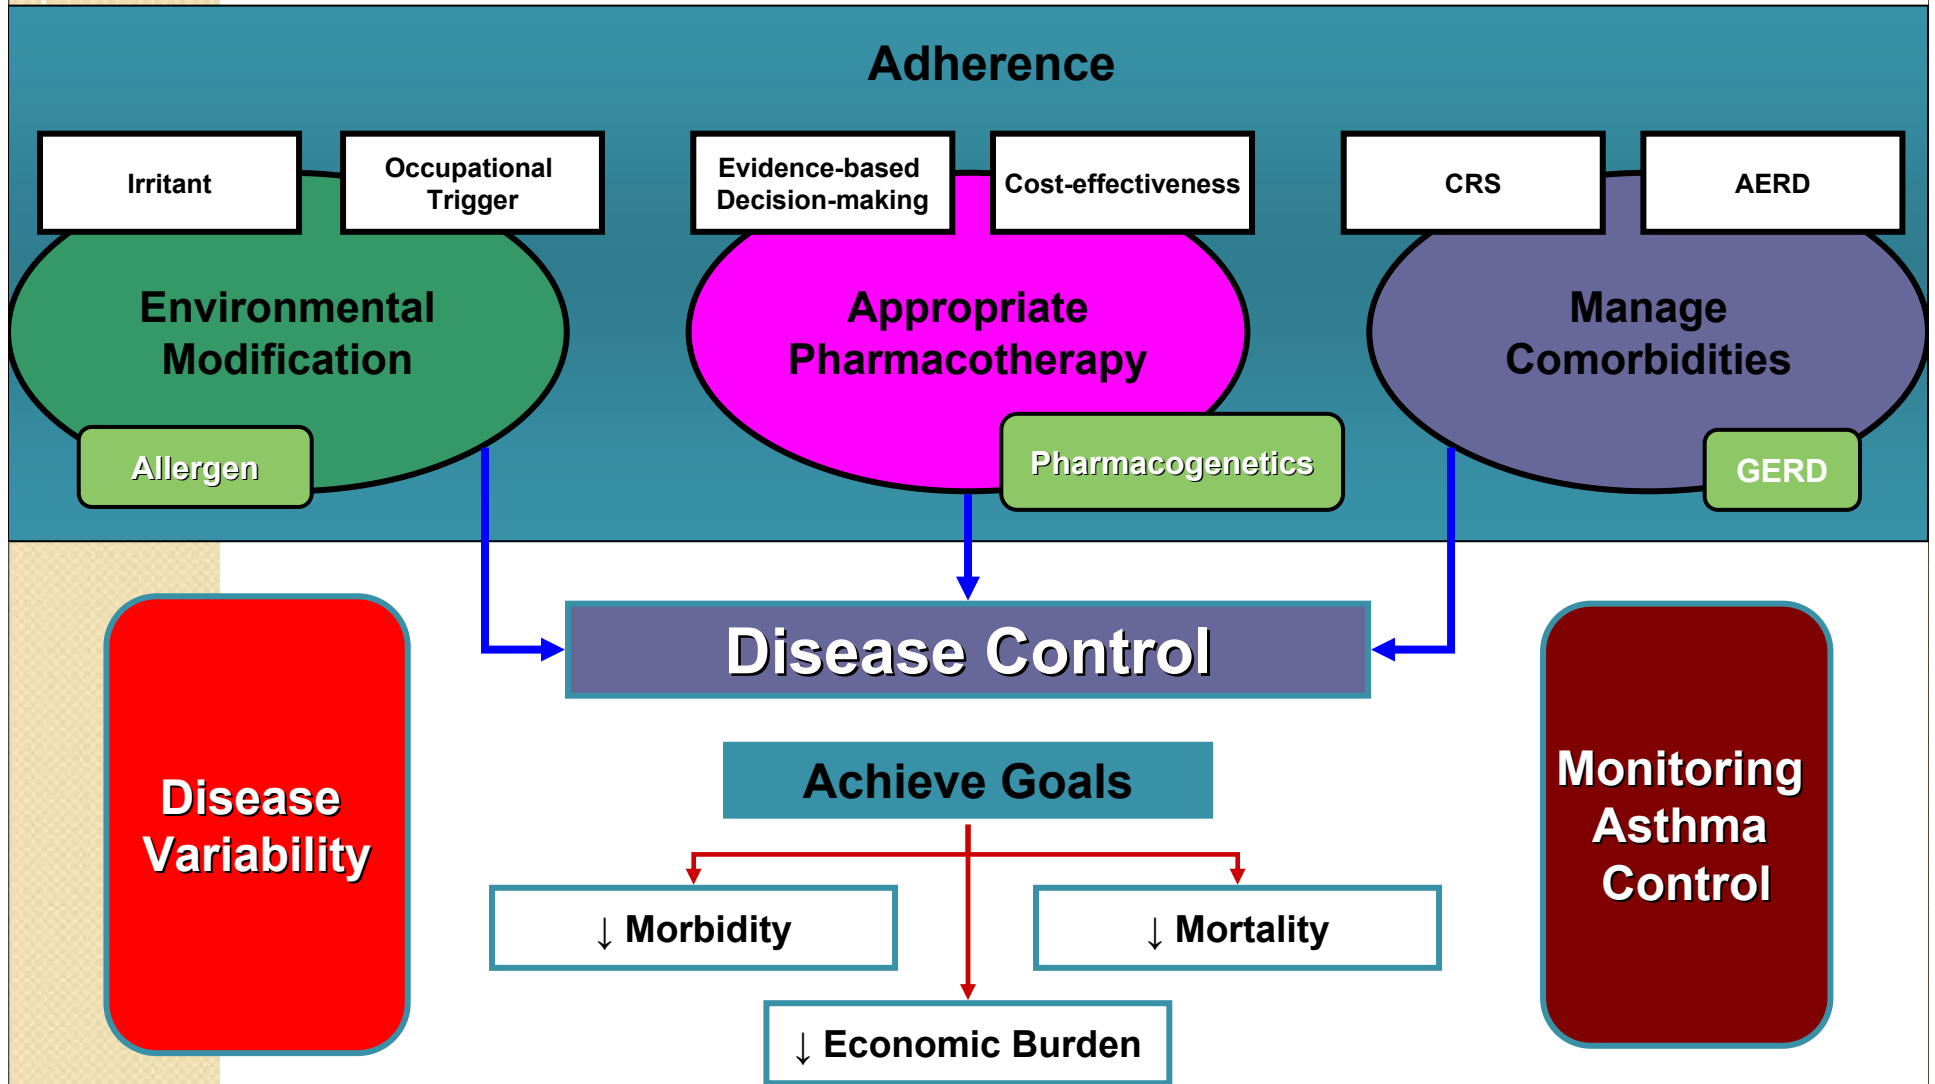 Adherence
Irritant
Occupational
Trigger
Evidence-based
Decision-making
Cost-effectiveness
CRS
AERD
Environmental
Modification
Appropriate
Pharmacotherapy
Manage
Comorbidities
Allergen
Pharmacogenetics
GERD
Disease Control
Disease
Variability
Achieve Goals
Monitoring
Asthma
Control
↓ Morbidity
↓ Mortality
↓ Economic Burden